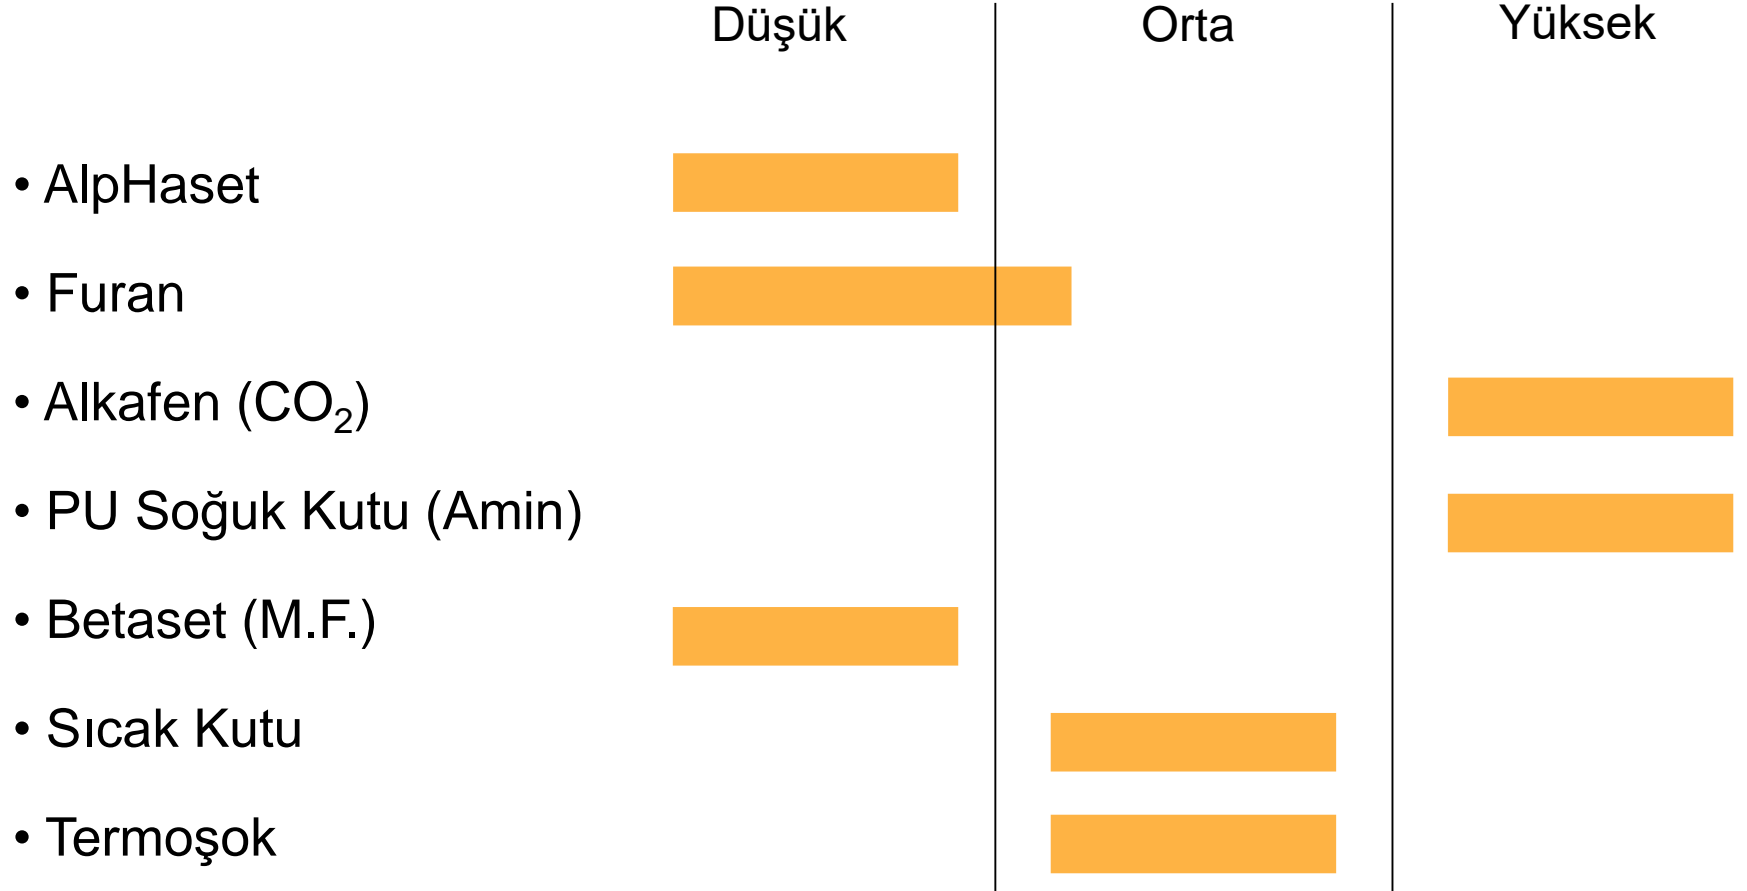 Düşük Orta Yüksek
• AlpHaset
• Furan
• Alkafen (CO₂)
• PU Soğuk Kutu (Amin)
• Betaset (M.F.)
• Sıcak Kutu
• Termoşok